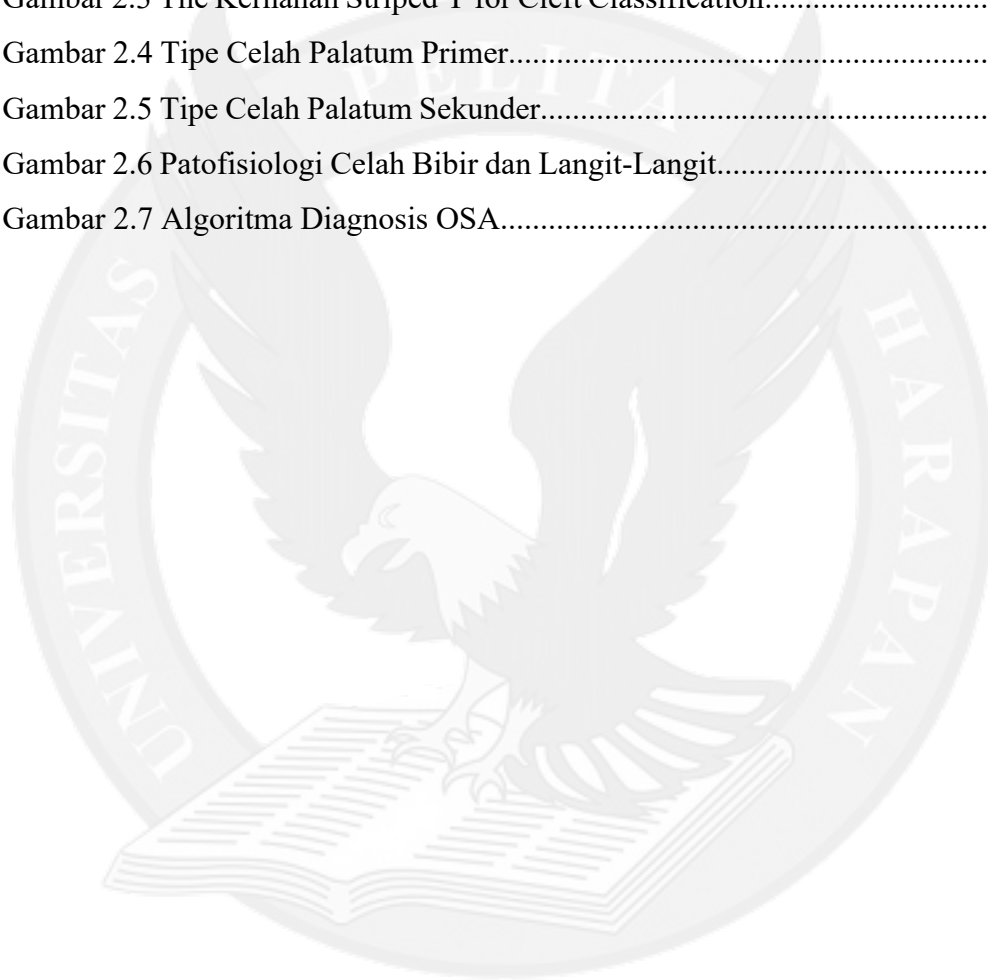 Gambar 2.3 The Kernahan Striped Y for Cleft Classification..............................
Gambar 2.4 Tipe Celah Palatum Primer................................................................
Gambar 2.5 Tipe Celah Palatum Sekunder............................................................
Gambar 2.6 Patofisiologi Celah Bibir dan Langit-Langit....................................
Gambar 2.7 Algoritma Diagnosis OSA.................................................................
UNIVERSITAS PELITA HARAPAN